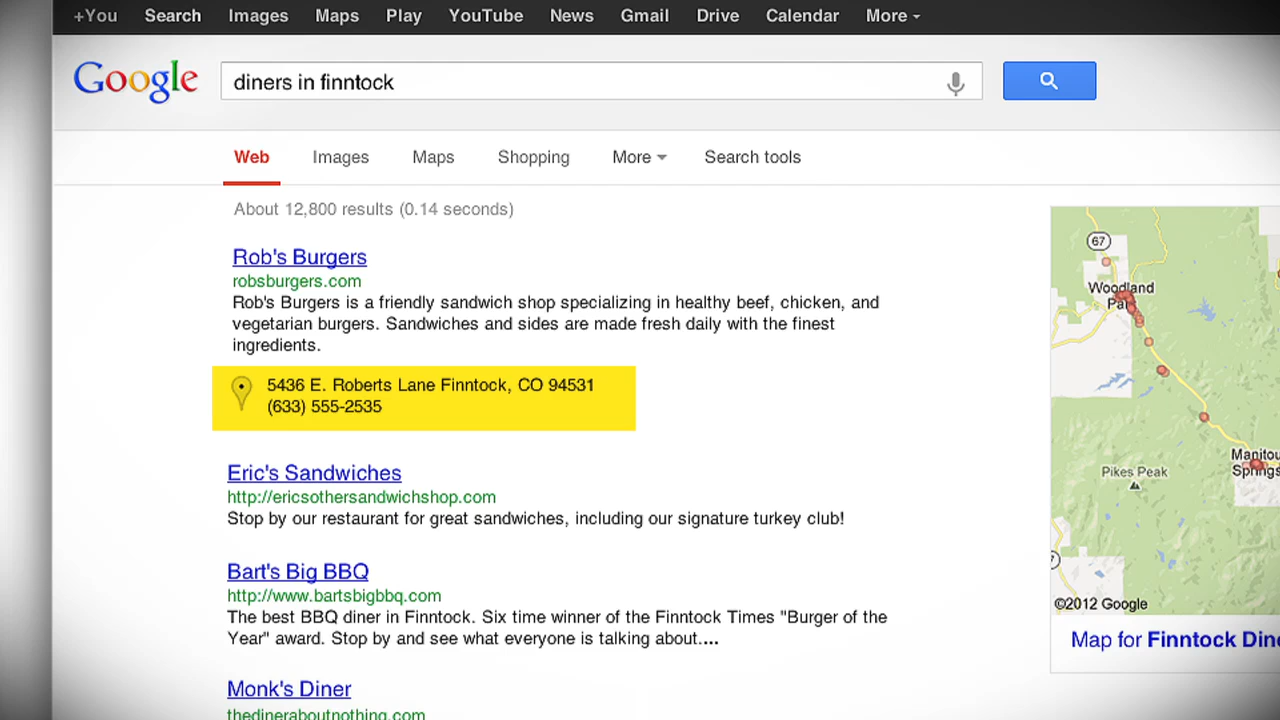 +You Search Images Maps Play YouTube News Gmail Drive Calendar More
Google
diners in finntock
Web Images Maps Shopping More Search tools
About 12,800 results (0.14 seconds)
Rob's Burgers
robsburgers.com
Rob's Burgers is a friendly sandwich shop specializing in healthy beef, chicken, and
vegetarian burgers. Sandwiches and sides are made fresh daily with the finest
ingredients.
5436 E. Roberts Lane Finntock, CO 94531
(633) 555-2535
Eric's Sandwiches
http://ericsothersandwichshop.com
Stop by our restaurant for great sandwiches, including our signature turkey club!
Bart's Big BBQ
http://www.bartsbigbbq.com
The best BBQ diner in Finntock. Six time winner of the Finntock Times "Burger of the
Year" award. Stop by and see what everyone is talking about....
Monk's Diner
thedineraboutnothing.com
67
Woodland
Park
Pikes Peak
Manitou
Springs
©2012 Google
Map for Finntock Din